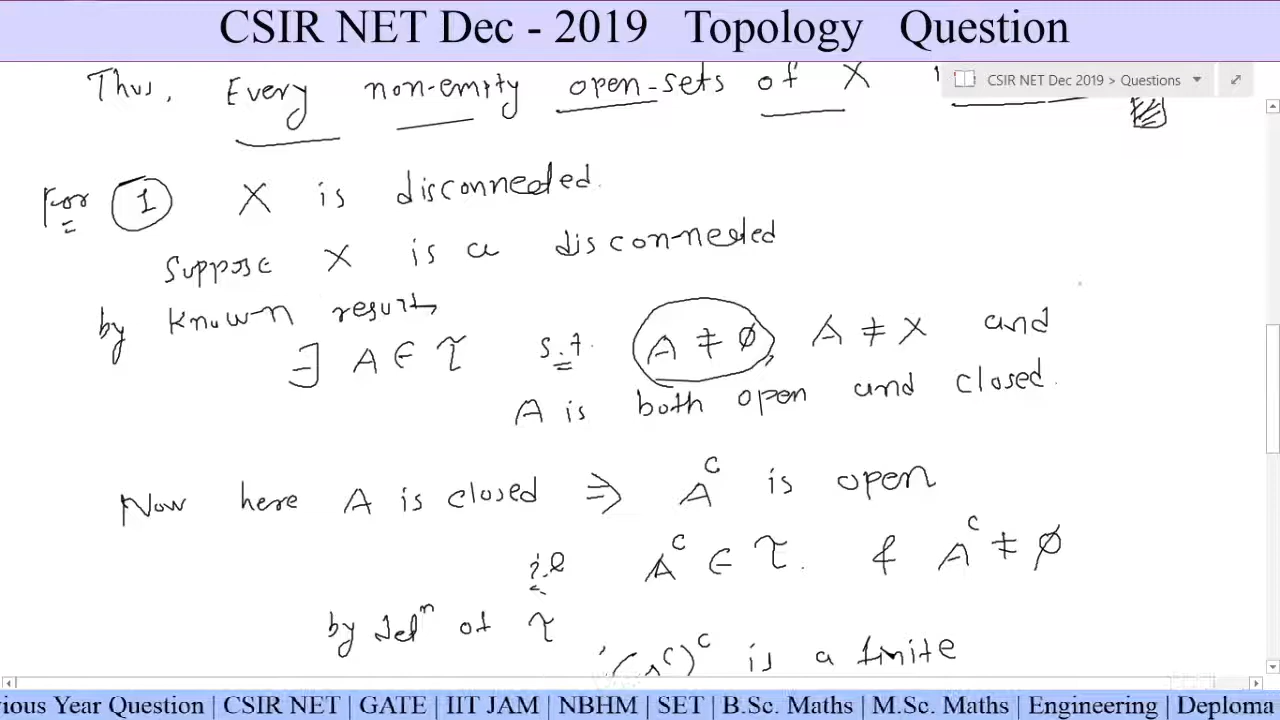 CSIR NET Dec - 2019 Topology Question
CSIR NET Dec 2019 > Questions
Thus, Every non-empty open-sets of X
For 1 X is disconnected.
Suppose X is a disconnected
by known result,
∃ A ∈ τ s.t. A ≠ ∅, A ≠ X and
A is both open and closed.
Now here A is closed ⇒ A^c is open
i.e A^c ∈ τ. & A^c ≠ ∅
by def^n of τ
(A^c)^c is a finite
ious Year Question | CSIR NET | GATE | IIT JAM | NBHM | SET | B.Sc. Maths | M.Sc. Maths | Engineering | Deploma